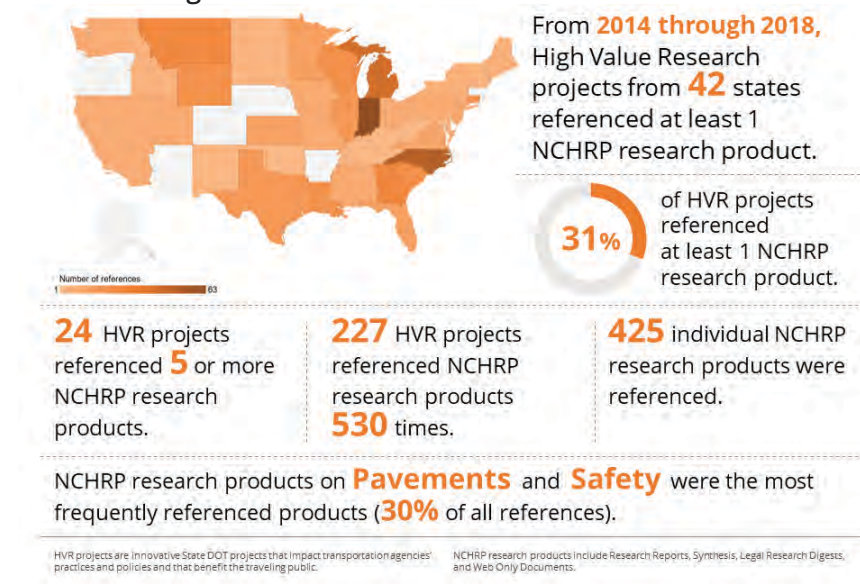 From 2014 through 2018,
High Value Research
projects from 42 states
referenced at least 1
NCHRP research product.
31%
of HVR projects
referenced
at least 1 NCHRP
research product.
Number of references
1 63
24 HVR projects
referenced 5 or more
NCHRP research
products.
227 HVR projects
referenced NCHRP
research products
530 times.
425 individual NCHRP
research products were
referenced.
NCHRP research products on Pavements and Safety were the most
frequently referenced products (30% of all references).
HVR projects are innovative State DOT projects that impact transportation agencies'
practices and policies and that benefit the traveling public.
NCHRP research products include Research Reports, Synthesis, Legal Research Digests,
and Web Only Documents.